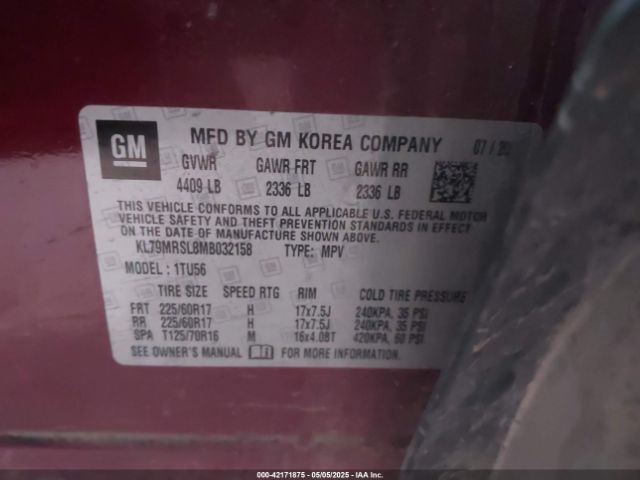 GM
MFD BY GM KOREA COMPANY 07 / 20
GVWR GAWR FRT GAWR RR
4409 LB 2336 LB 2336 LB
THIS VEHICLE CONFORMS TO ALL APPLICABLE U.S. FEDERAL MOTOR
VEHICLE SAFETY AND THEFT PREVENTION STANDARDS IN EFFECT
ON THE DATE OF MANUFACTURE SHOWN ABOVE.
KL79MRSL8MB032158 TYPE: MPV
MODEL : 1TU56
TIRE SIZE SPEED RTG RIM COLD TIRE PRESSURE
FRT 225/60R17 H 17x7.5J 240KPA, 35 PSI
RR 225/60R17 H 17x7.5J 240KPA, 35 PSI
SPA T125/70R16 M 16x4.0BT 420KPA, 60 PSI
SEE OWNER'S MANUAL FOR MORE INFORMATION.
000-42171875 - 05/05/2025 - IAA Inc.